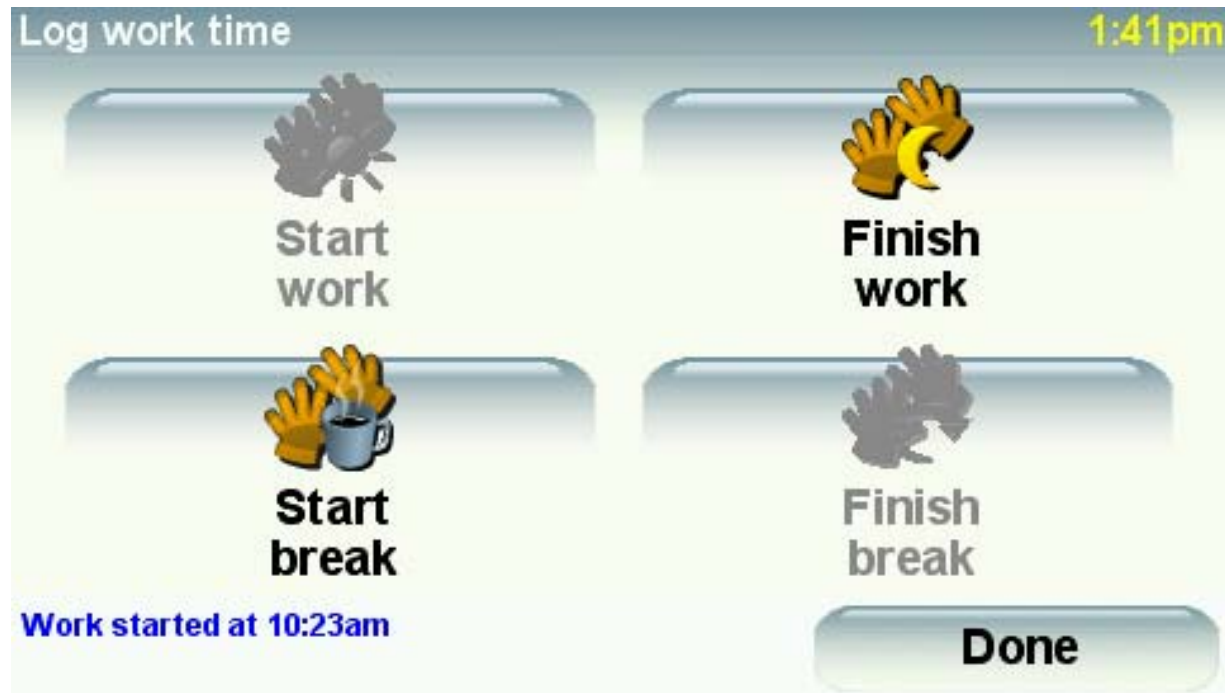 Log work time
1:41pm
Start
work
Finish
work
Start
break
Finish
break
Work started at 10:23am
Done